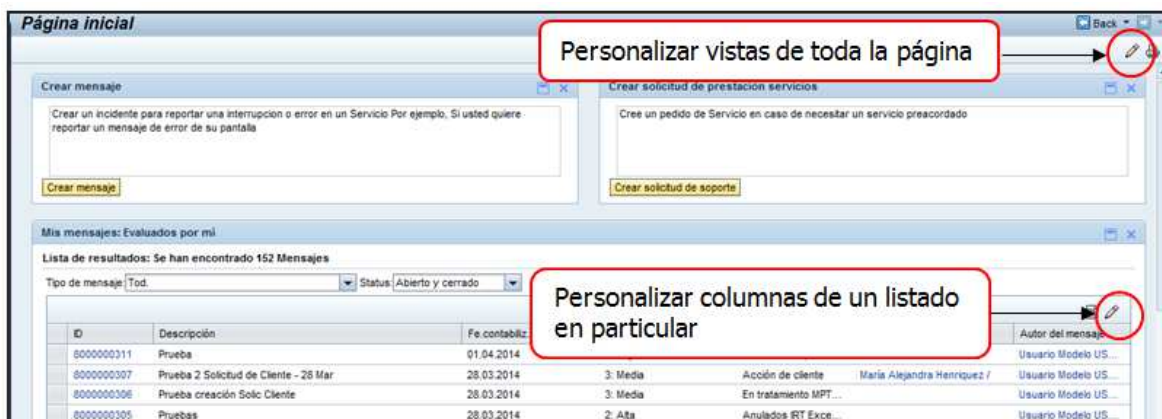 Página inicial
Back
Personalizar vistas de toda la página
Crear mensaje
Crear solicitud de prestación servicios
Crear un incidente para reportar una interrupcion o error en un Servicio Por ejemplo, Si usted quiere
reportar un mensaje de error de su pantalla
Cree un pedido de Servicio en caso de necesitar un servicio preacordado
Crear mensaje
Crear solicitud de soporte
Mis mensajes: Evaluados por mi
Lista de resultados: Se han encontrado 152 Mensajes
Tipo de mensaje: Tod. Status: Abierto y cerrado
Personalizar columnas de un listado
en particular
ID Descripción Fe.contabiliz. Autor del mensaje
8000000311 Prueba 01.04.2014 Usuario Modelo US...
8000000307 Prueba 2 Solicitud de Cliente - 28 Mar 28.03.2014 3: Media Acción de cliente María Alejandra Henriquez / Usuario Modelo US...
8000000306 Prueba creación Solic Cliente 28.03.2014 3: Media En tratamiento MPT... Usuario Modelo US...
8000000305 Pruebas 28.03.2014 2: Alta Anulados IRT Exce... Usuario Modelo US...